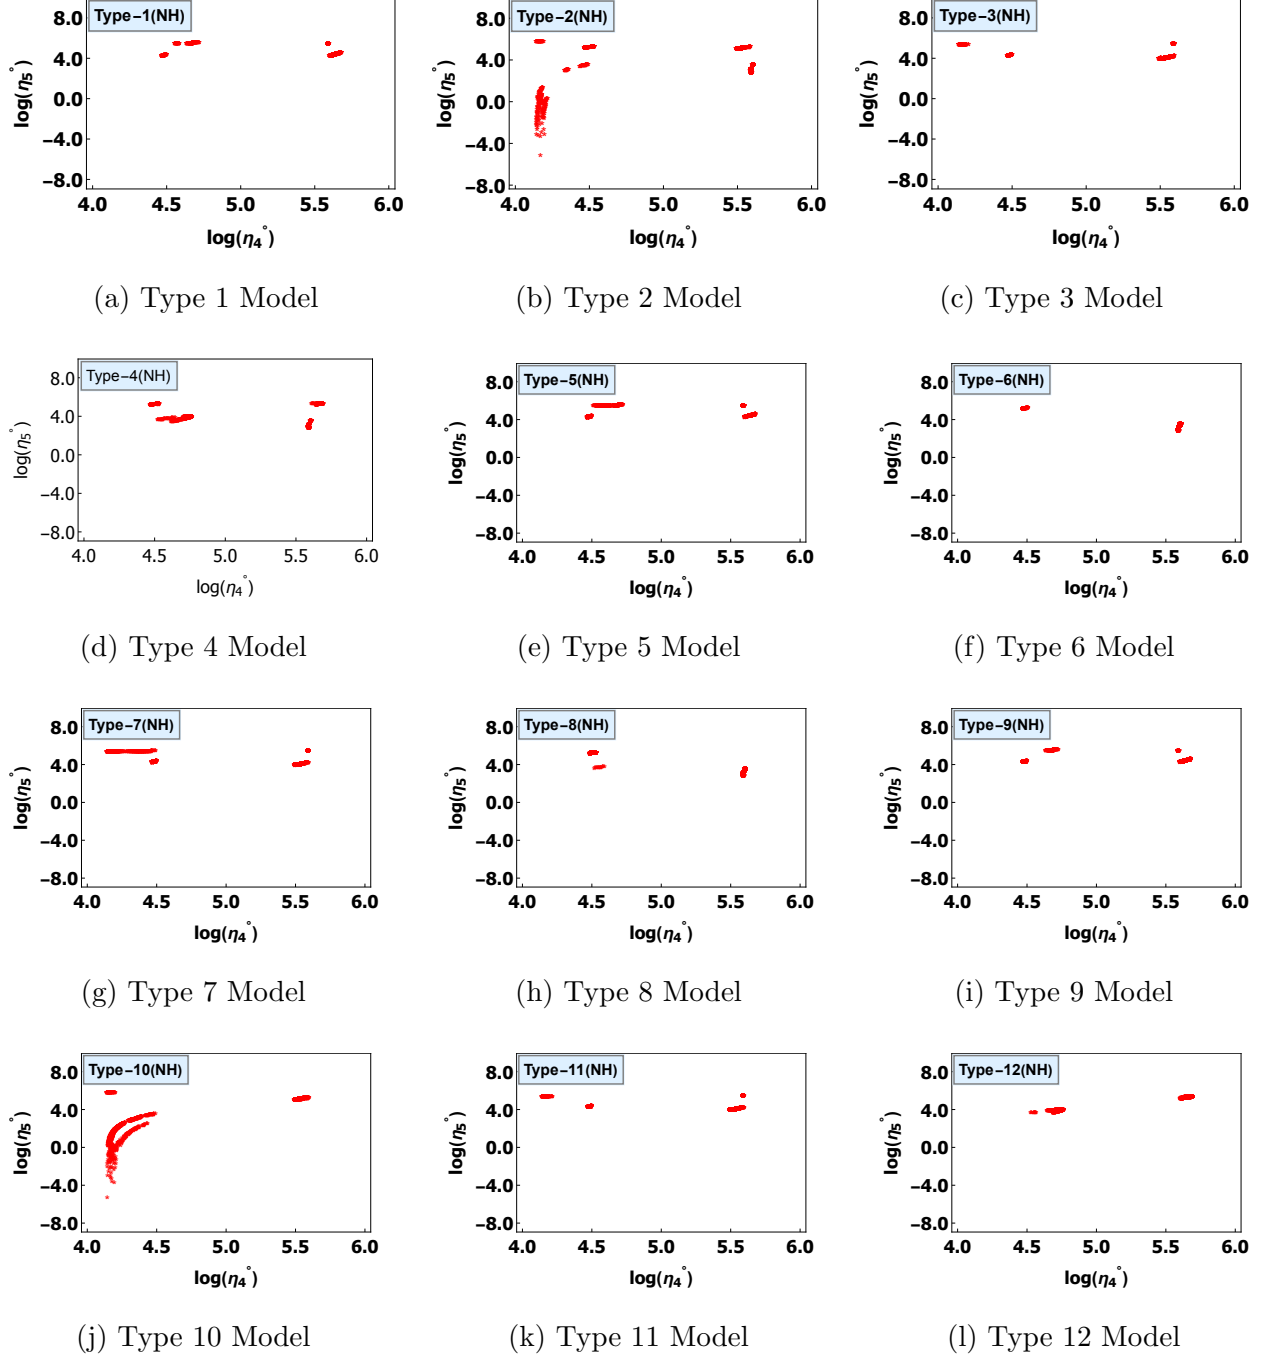 Type-1(NH)
8.0
4.0
0.0
-4.0
-8.0
log(η5°)
4.0 4.5 5.0 5.5 6.0
log(η4°)
(a) Type 1 Model
Type-2(NH)
8.0
4.0
0.0
-4.0
-8.0
log(η5°)
4.0 4.5 5.0 5.5 6.0
log(η4°)
(b) Type 2 Model
Type-3(NH)
8.0
4.0
0.0
-4.0
-8.0
log(η5°)
4.0 4.5 5.0 5.5 6.0
log(η4°)
(c) Type 3 Model
Type-4(NH)
8.0
4.0
0.0
-4.0
-8.0
log(η5°)
4.0 4.5 5.0 5.5 6.0
log(η4°)
(d) Type 4 Model
Type-5(NH)
8.0
4.0
0.0
-4.0
-8.0
log(η5°)
4.0 4.5 5.0 5.5 6.0
log(η4°)
(e) Type 5 Model
Type-6(NH)
8.0
4.0
0.0
-4.0
-8.0
log(η5°)
4.0 4.5 5.0 5.5 6.0
log(η4°)
(f) Type 6 Model
Type-7(NH)
8.0
4.0
0.0
-4.0
-8.0
log(η5°)
4.0 4.5 5.0 5.5 6.0
log(η4°)
(g) Type 7 Model
Type-8(NH)
8.0
4.0
0.0
-4.0
-8.0
log(η5°)
4.0 4.5 5.0 5.5 6.0
log(η4°)
(h) Type 8 Model
Type-9(NH)
8.0
4.0
0.0
-4.0
-8.0
log(η5°)
4.0 4.5 5.0 5.5 6.0
log(η4°)
(i) Type 9 Model
Type-10(NH)
8.0
4.0
0.0
-4.0
-8.0
log(η5°)
4.0 4.5 5.0 5.5 6.0
log(η4°)
(j) Type 10 Model
Type-11(NH)
8.0
4.0
0.0
-4.0
-8.0
log(η5°)
4.0 4.5 5.0 5.5 6.0
log(η4°)
(k) Type 11 Model
Type-12(NH)
8.0
4.0
0.0
-4.0
-8.0
log(η5°)
4.0 4.5 5.0 5.5 6.0
log(η4°)
(l) Type 12 Model